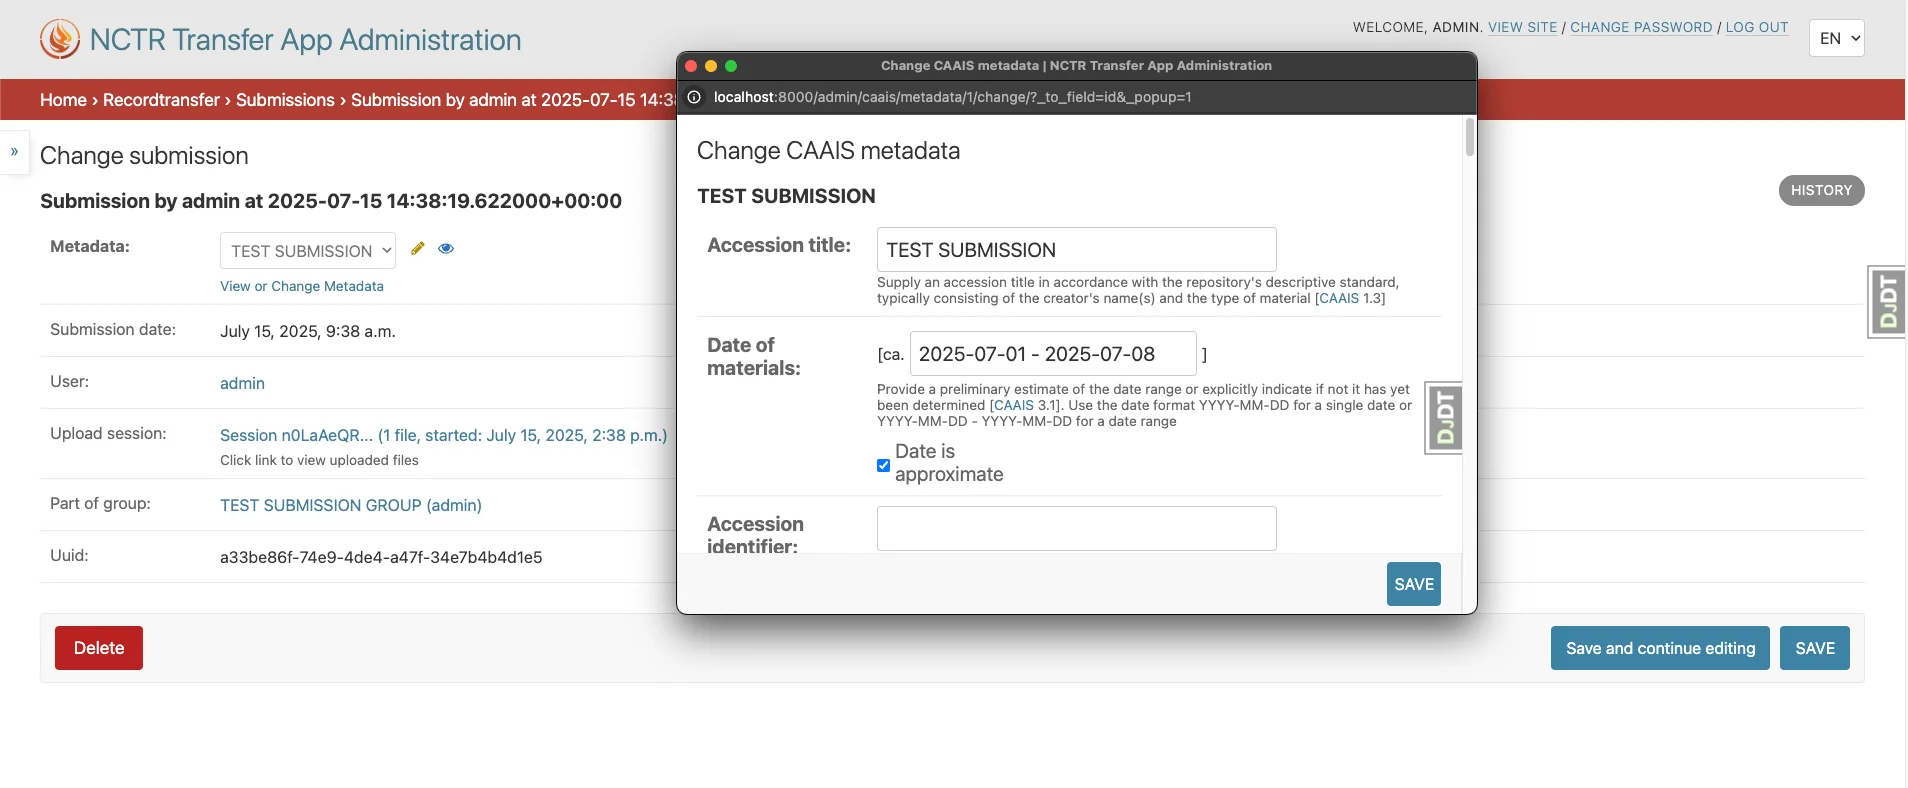 NCTR Transfer App Administration
WELCOME, ADMIN. VIEW SITE / CHANGE PASSWORD / LOG OUT
EN
Home › Recordtransfer › Submissions › Submission by admin at 2025-07-15 14:38
»
Change submission
Submission by admin at 2025-07-15 14:38:19.622000+00:00
HISTORY
Metadata:
TEST SUBMISSION
View or Change Metadata
Submission date:
July 15, 2025, 9:38 a.m.
User:
admin
Upload session:
Session n0LaAeQR... (1 file, started: July 15, 2025, 2:38 p.m.)
Click link to view uploaded files
Part of group:
TEST SUBMISSION GROUP (admin)
Uuid:
a33be86f-74e9-4de4-a47f-34e7b4b4d1e5
Delete
Save and continue editing
SAVE
DJDT
Change CAAIS metadata | NCTR Transfer App Administration
localhost:8000/admin/caais/metadata/1/change/?_to_field=id&_popup=1
Change CAAIS metadata
TEST SUBMISSION
Accession title:
TEST SUBMISSION
Supply an accession title in accordance with the repository's descriptive standard,
typically consisting of the creator's name(s) and the type of material [CAAIS 1.3]
Date of
materials:
[ca.
2025-07-01 - 2025-07-08
]
Provide a preliminary estimate of the date range or explicitly indicate if not it has yet
been determined [CAAIS 3.1]. Use the date format YYYY-MM-DD for a single date or
YYYY-MM-DD - YYYY-MM-DD for a date range
Date is
approximate
DJDT
Accession
identifier:
SAVE